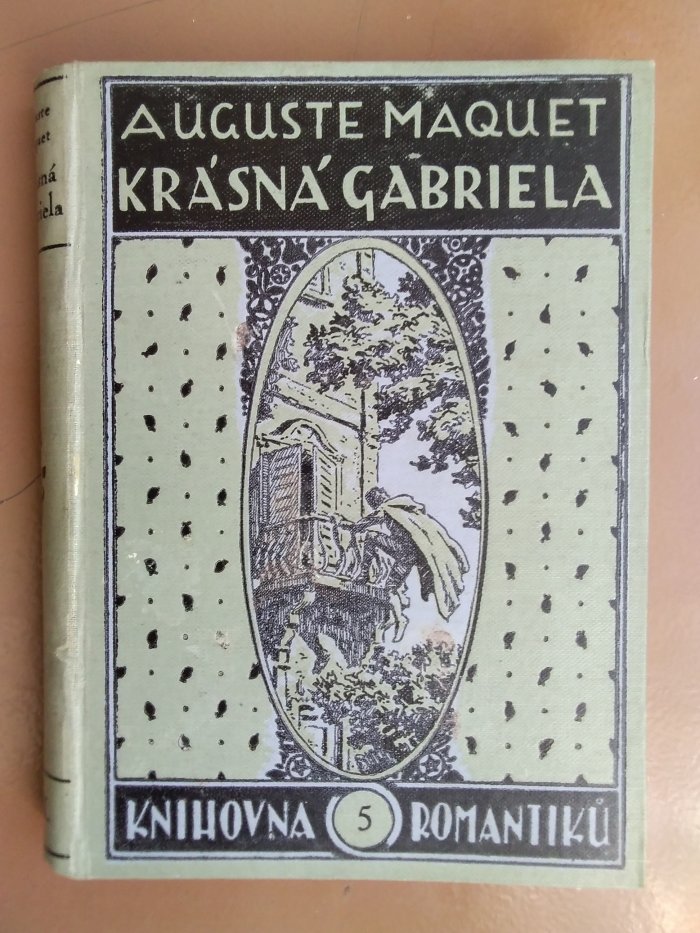 AUGUSTE MAQUET
KRÁSNÁ GABRIELA
KNIHOVNA 5 ROMANTIKŮ